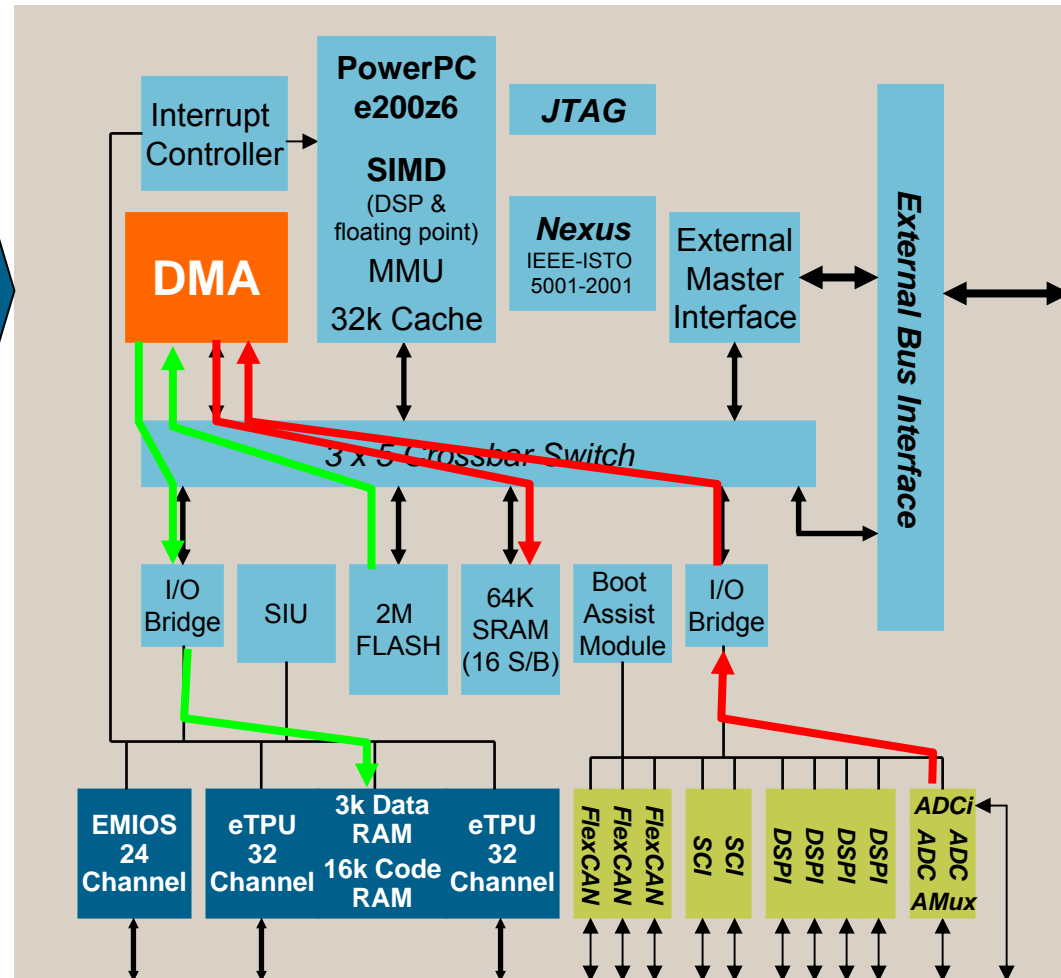 PowerPC
e200z6
SIMD
(DSP &
floating point)
MMU
32k Cache
Interrupt
Controller
JTAG
Nexus
IEEE-ISTO
5001-2001
External
Master
Interface
External Bus Interface
DMA
3 x 5 Crossbar Switch
I/O
Bridge
SIU
2M
FLASH
64K
SRAM
(16 S/B)
Boot
Assist
Module
I/O
Bridge
EMIOS
24
Channel
eTPU
32
Channel
3k Data
RAM
16k Code
RAM
eTPU
32
Channel
FlexCAN
FlexCAN
FlexCAN
SCI
SCI
DSPI
DSPI
DSPI
DSPI
ADCi
ADC
ADC
AMux